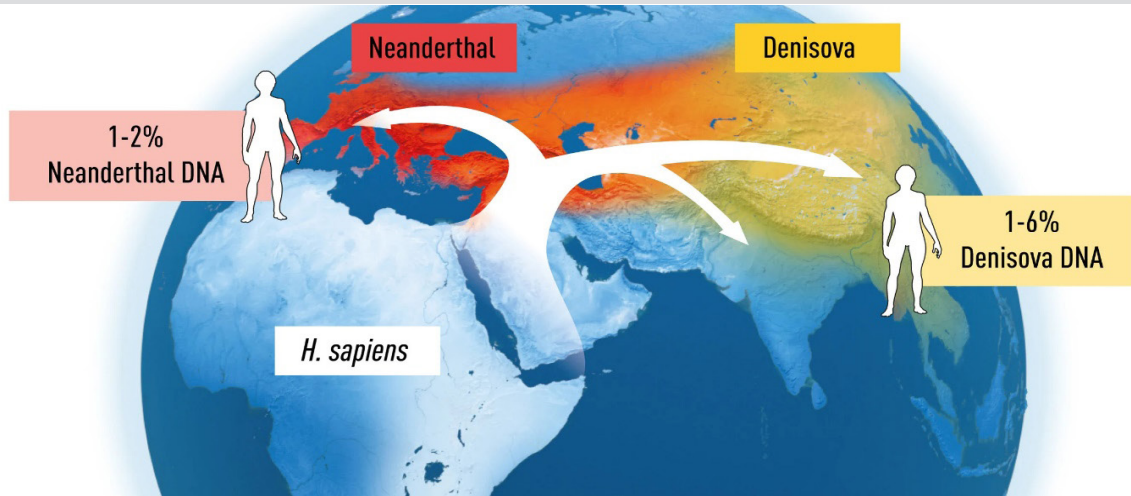 Neanderthal
Denisova
1-2%
Neanderthal DNA
1-6%
Denisova DNA
H. sapiens